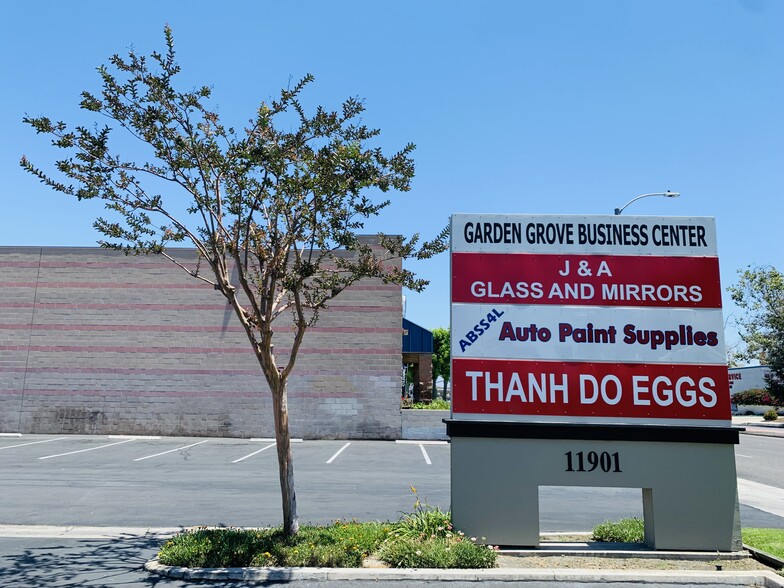 GARDEN GROVE BUSINESS CENTER
J & A
GLASS AND MIRRORS
ABSS4L
Auto Paint Supplies
THANH DO EGGS
11901